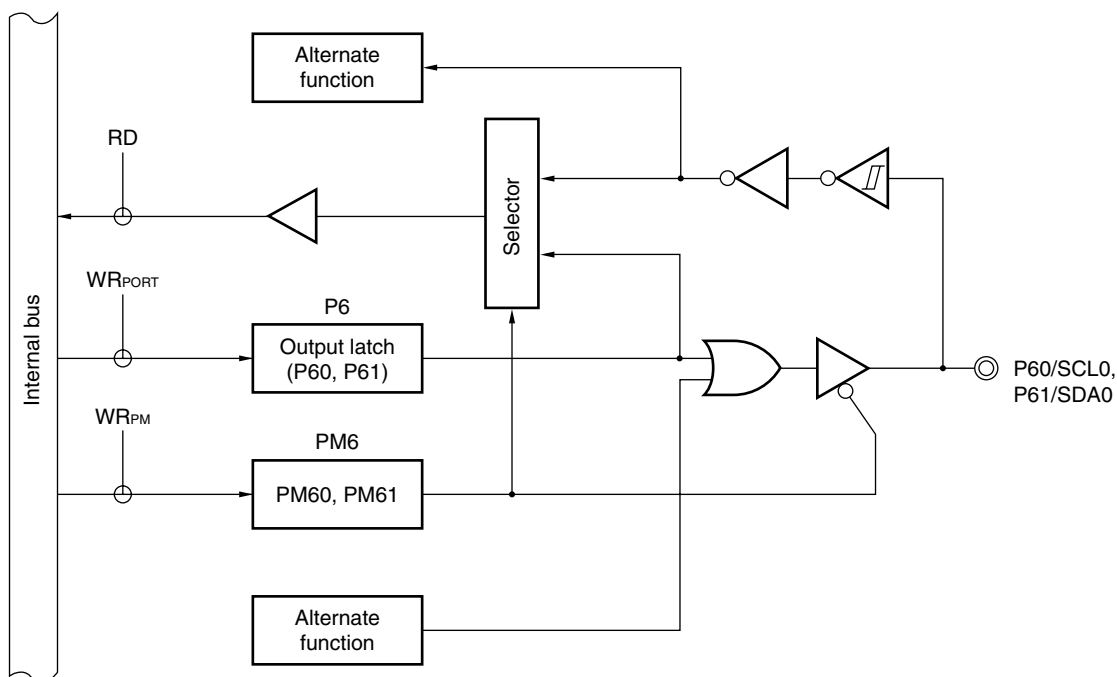 Alternate
function
RD
Selector
WRPORT
P6
Internal bus
Output latch
(P60, P61)
P60/SCL0,
P61/SDA0
WRPM
PM6
PM60, PM61
Alternate
function